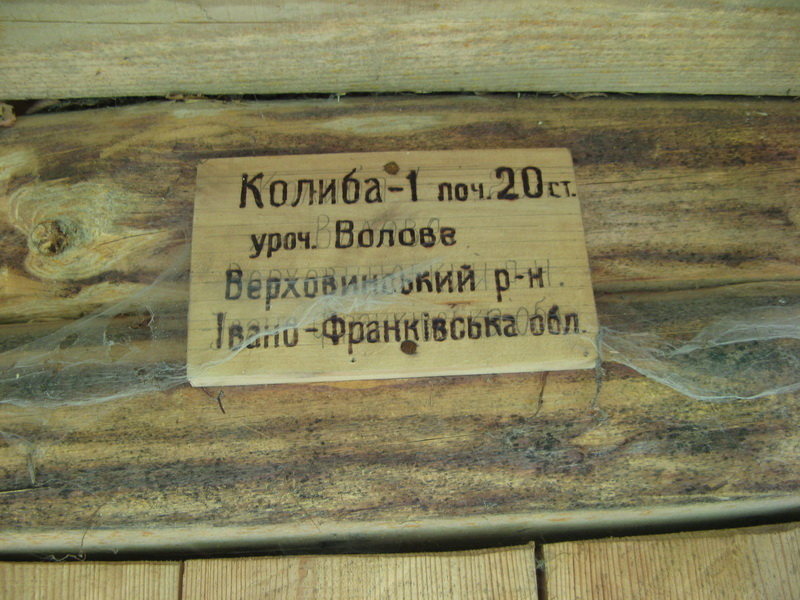 Колиба-1 поч. 20 ст.
уроч. Волове
Верховинський р-н.
Івано-Франківська обл.